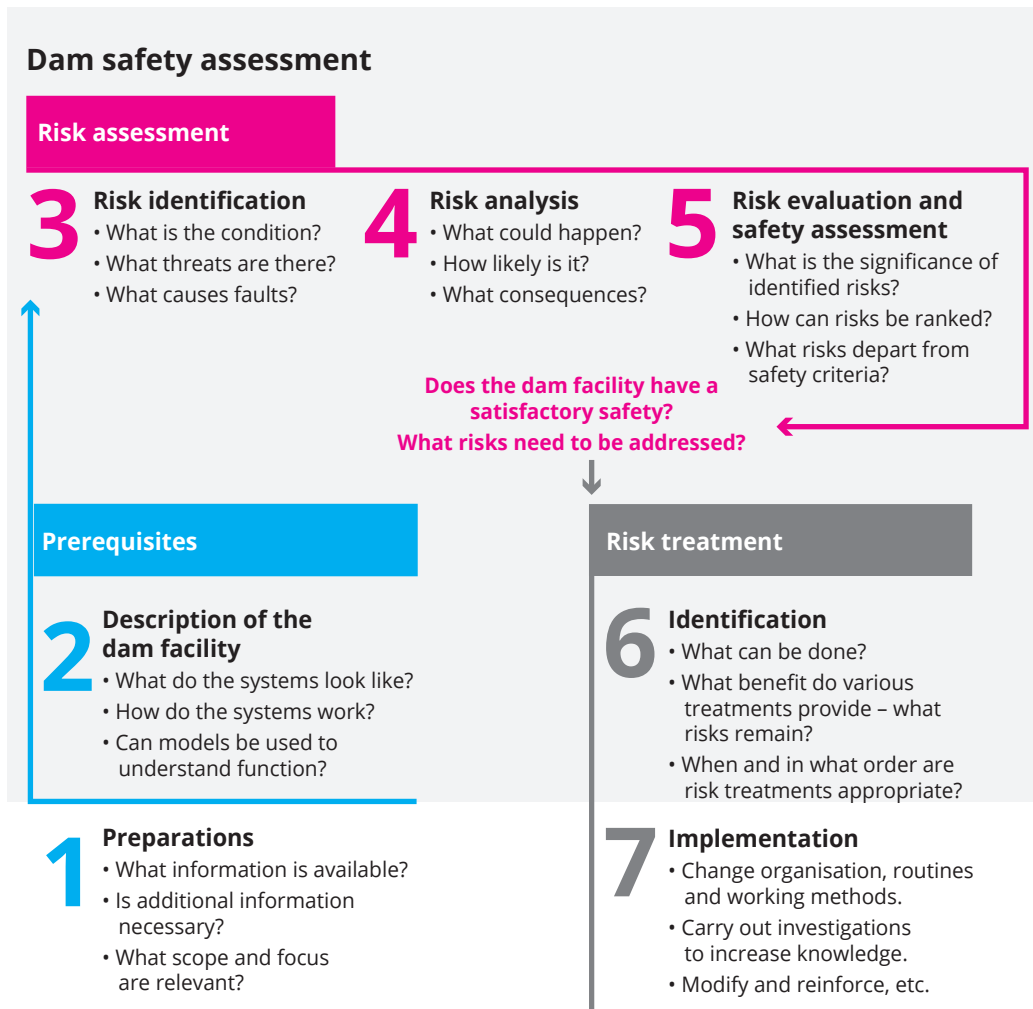 Dam safety assessment
Risk assessment
3
Risk identification
• What is the condition?
• What threats are there?
• What causes faults?
4
Risk analysis
• What could happen?
• How likely is it?
• What consequences?
5
Risk evaluation and
safety assessment
• What is the significance of
identified risks?
• How can risks be ranked?
• What risks depart from
safety criteria?
Does the dam facility have a
satisfactory safety?
What risks need to be addressed?
Prerequisites
2
Description of the
dam facility
• What do the systems look like?
• How do the systems work?
• Can models be used to
understand function?
1
Preparations
• What information is available?
• Is additional information
necessary?
• What scope and focus
are relevant?
Risk treatment
6
Identification
• What can be done?
• What benefit do various
treatments provide – what
risks remain?
• When and in what order are
risk treatments appropriate?
7
Implementation
• Change organisation, routines
and working methods.
• Carry out investigations
to increase knowledge.
• Modify and reinforce, etc.